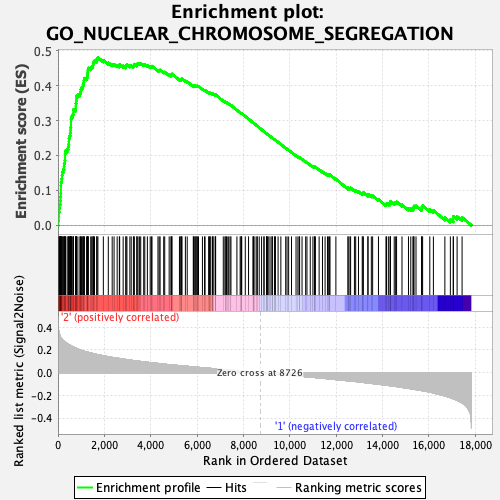 Enrichment plot:
GO_NUCLEAR_CHROMOSOME_SEGREGATION
Enrichment score (ES)
0.5
0.4
0.3
0.2
0.1
0.0
Ranked list metric (Signal2Noise)
'2' (positively correlated)
0.4
0.2
0.0
-0.2
-0.4
Zero cross at 8726
'1' (negatively correlated)
0 2,000 4,000 6,000 8,000 10,000 12,000 14,000 16,000 18,000
Rank in Ordered Dataset
Enrichment profile Hits Ranking metric scores